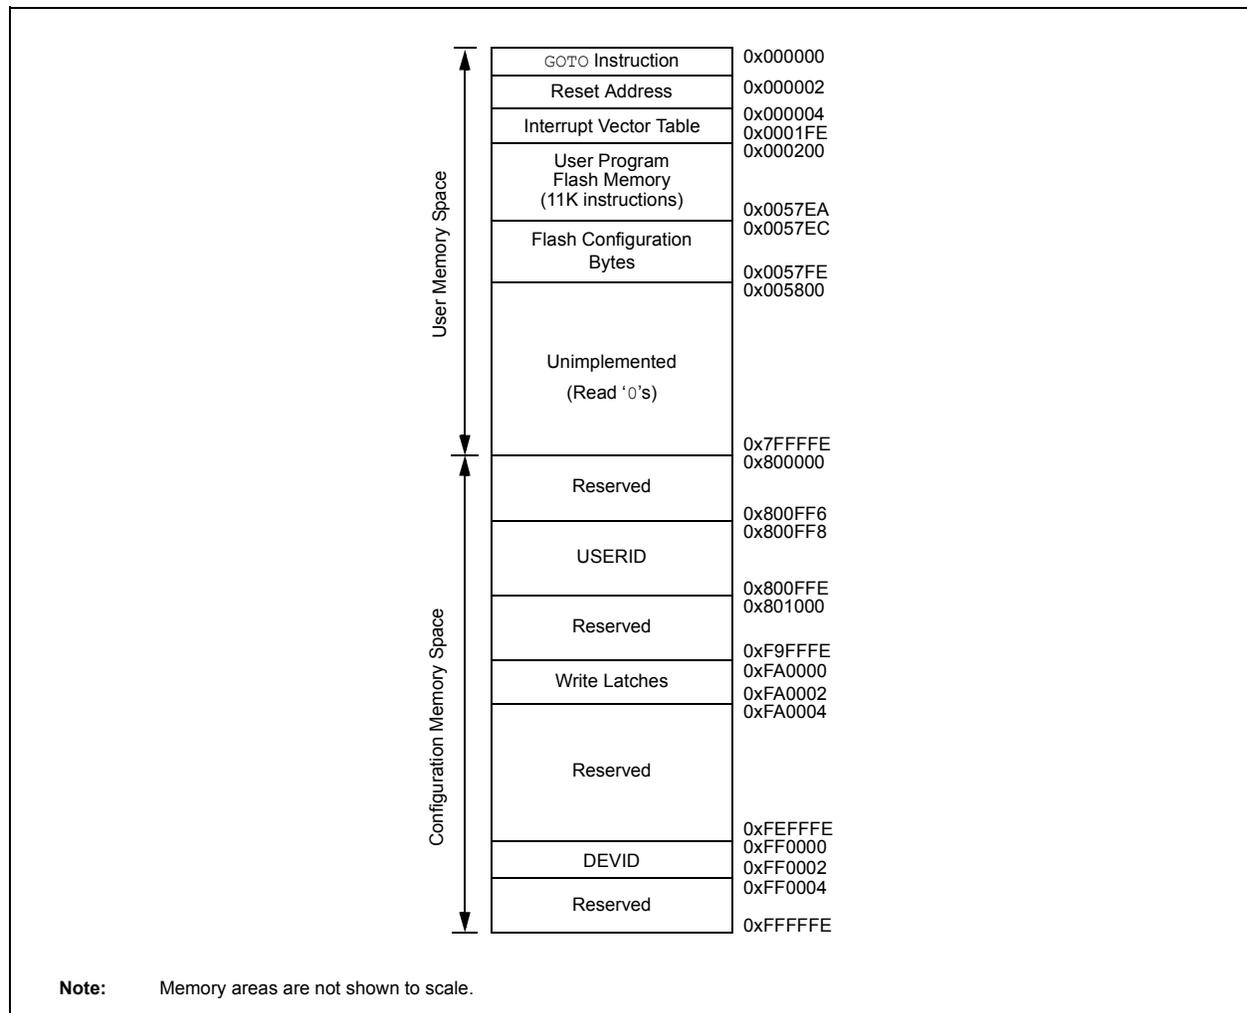 GOTO Instruction
0x000000
Reset Address
0x000002
Interrupt Vector Table
0x000004
0x0001FE
User Program
Flash Memory
(11K instructions)
0x000200
0x0057EA
Flash Configuration
Bytes
0x0057EC
0x0057FE
Unimplemented
(Read ‘0’s)
0x005800
0x7FFFFE
User Memory Space
Reserved
0x800000
0x800FF6
USERID
0x800FF8
0x800FFE
Reserved
0x801000
0xF9FFFE
Write Latches
0xFA0000
0xFA0002
Reserved
0xFA0004
0xFEFFFE
DEVID
0xFF0000
0xFF0002
Reserved
0xFF0004
0xFFFFFE
Configuration Memory Space
Note: Memory areas are not shown to scale.